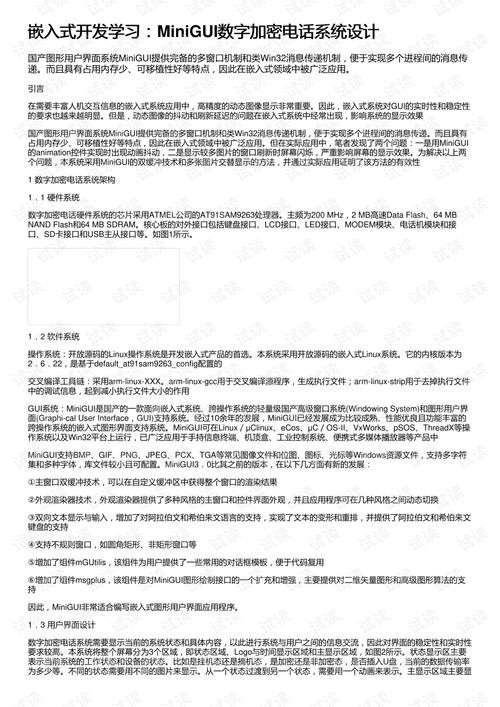 嵌入式开发学习：MiniGUI数字加密电话系统设计
国产图形用户界面系统MiniGUI提供完备的多窗口机制和类Win32消息传递机制，便于实现多个进程间的消息传
递。而且具有占用内存少、可移植性好等特点，因此在嵌入式领域中被广泛应用。
引言
在需要丰富人机交互信息的嵌入式系统应用中，高精度的动态图像显示非常重要。因此，嵌入式系统对GUI的实时性和稳定性
的要求也越来越明显。但是，动态图像的抖动和刷新延迟的问题在嵌入式系统中经常出现，影响系统的显示效果
国产图形用户界面系统MiniGUI提供完备的多窗口机制和类Win32消息传递机制，便于实现多个进程间的消息传递。而且具有
占用内存少、可移植性好等特点，因此在嵌入式领域中被广泛应用。但在实际应用中，笔者发现了两个问题：一是用MiniGUI
的animation控件实现时出现动画抖动，二是显示较多图片的窗口刷新时屏幕闪烁，严重影响屏幕的显示效果。为解决以上两
个问题，本系统采用MiniGUI的双缓冲技术和多张图片交替显示的方法，并通过实际应用证明了该方法的有效性
1 数字加密电话系统架构
1．1 硬件系统
数字加密电话硬件系统的芯片采用ATMEL公司的AT91SAM9263处理器。主频为200 MHz，2 MB高速Data Flash、64 MB
NAND Flash和64 MB SDRAM。核心板的对外接口包括键盘接口、LCD接口、LED接口、MODEM模块、电话机模块和接
口、SD卡接口和USB主从接口等。如图1所示。
1．2 软件系统
操作系统：开放源码的Linux操作系统是开发嵌入式产品的首选。本系统采用开放源码的嵌入式Linux系统。它的内核版本为
2．6．22，是基于default_at91sam9263_config配置的
交叉编译工具链：采用arm-linux-XXX。arm-linux-gcc用于交叉编译源程序，生成执行文件；arm-linux-strip用于去掉执行文件
中的调试信息，起到减小执行文件大小的作用
GUI系统：MiniGUI是国产的一款面向嵌入式系统、跨操作系统的轻量级国产高级窗口系统(Windowing System)和图形用户界
面(Graphi-cal User Interface，GUI)支持系统。经过10余年的发展，MiniGUI已经发展成为比较成熟、性能优良且功能丰富的
跨操作系统的嵌入式图形界面支持系统。MiniGUI可在Linux／μClinux、eCos、μC／OS-II、VxWorks、pSOS、ThreadX等操
作系统以及Win32平台上运行，已广泛应用于手持信息终端、机顶盒、工业控制系统、便携式多媒体播放器等产品中
MiniGUI支持BMP、GIF、PNG、JPEG、PCX、TGA等常见图像文件和位图、图标、光标等Windows资源文件，支持多字符
集和多种字体，库文件较小且可配置。MiniGUI3．0比其之前的版本，在以下几方面有新的发展：
①主窗口双缓冲技术，可以在自定义缓冲区中获得整个窗口的渲染结果
②外观渲染器技术，外观渲染器提供了多种风格的主窗口和控件界面外观，并且应用程序可在几种风格之间动态切换
③双向文本显示与输入，增加了对阿拉伯文和希伯来文语言的支持，实现了文本的变形和重排，并提供了阿拉伯文和希伯来文
键盘的支持
④支持不规则窗口，如圆角矩形、非矩形窗口等
⑤增加了组件mGUtilis，该组件为用户提供了一些常用的对话框模板，便于代码复用
⑥增加了组件msgplus，该组件是对MiniGUI图形绘制接口的一个扩充和增强，主要提供对二维矢量图形和高级图形算法的支
持
因此，MiniGUI非常适合编写嵌入式图形用户界面应用程序。
1．3 用户界面设计
数字加密电话系统需要显示当前的系统状态和具体内容，以此进行系统与用户之间的信息交流，因此对界面的稳定性和实时性
要求较高。本系统将整个屏幕分为3个区域，即状态区域、Logo与时间显示区域和主显示区域，如图2所示。状态显示区主要
表示当前系统的工作状态和设备的状态。比如是挂机态还是摘机态，是加密还是非加密态，是否插入U盘，当前的数据传输率
为多少等。不同的状态需要用不同的图片来显示。从一个状态过渡到另一个状态，需要用一个动画来表示。主显示区域主要显